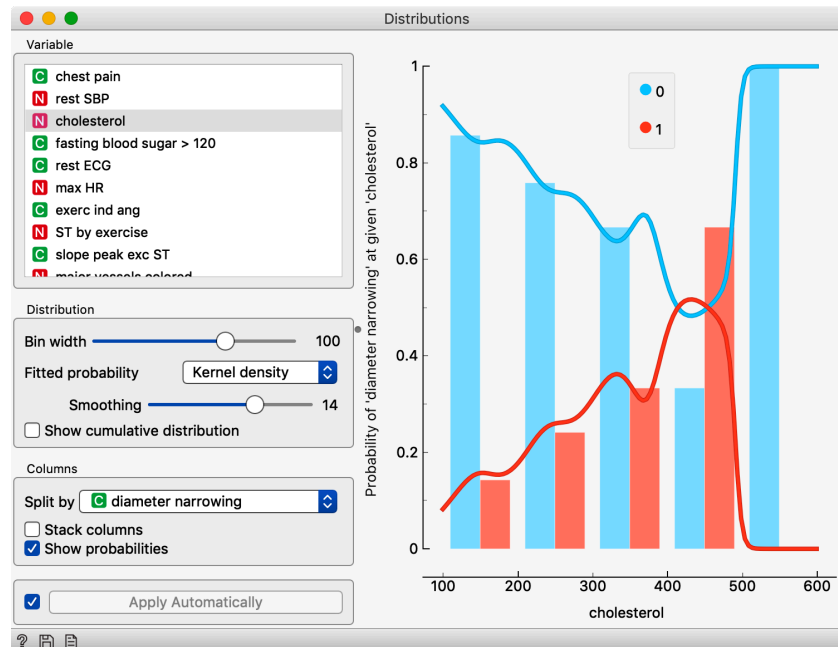 Distributions
Variable
C chest pain
N rest SBP
N cholesterol
C fasting blood sugar > 120
C rest ECG
N max HR
C exerc ind ang
N ST by exercise
C slope peak exc ST
N major vessels colored
Distribution
Bin width 100
Fitted probability Kernel density
Smoothing 14
Show cumulative distribution
Columns
Split by C diameter narrowing
Stack columns
Show probabilities
Apply Automatically
?
Probability of 'diameter narrowing' at given 'cholesterol'
1
0.8
0.6
0.4
0.2
0
0
1
100 200 300 400 500 600
cholesterol